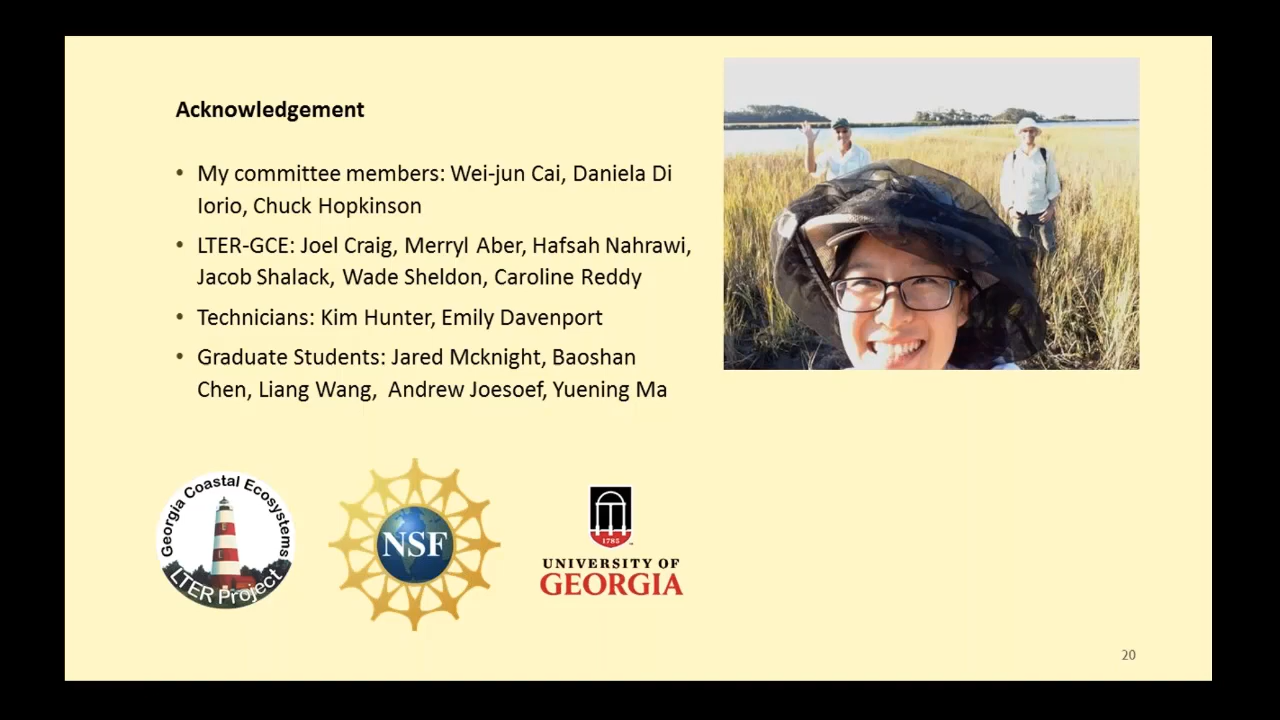 Acknowledgement
• My committee members: Wei-jun Cai, Daniela Di
Iorio, Chuck Hopkinson
• LTER-GCE: Joel Craig, Merryl Aber, Hafsah Nahrawi,
Jacob Shalack, Wade Sheldon, Caroline Reddy
• Technicians: Kim Hunter, Emily Davenport
• Graduate Students: Jared Mcknight, Baoshan
Chen, Liang Wang, Andrew Joesoef, Yuening Ma
Georgia Coastal Ecosystems
LTER Project
NSF
1785
UNIVERSITY OF
GEORGIA
20